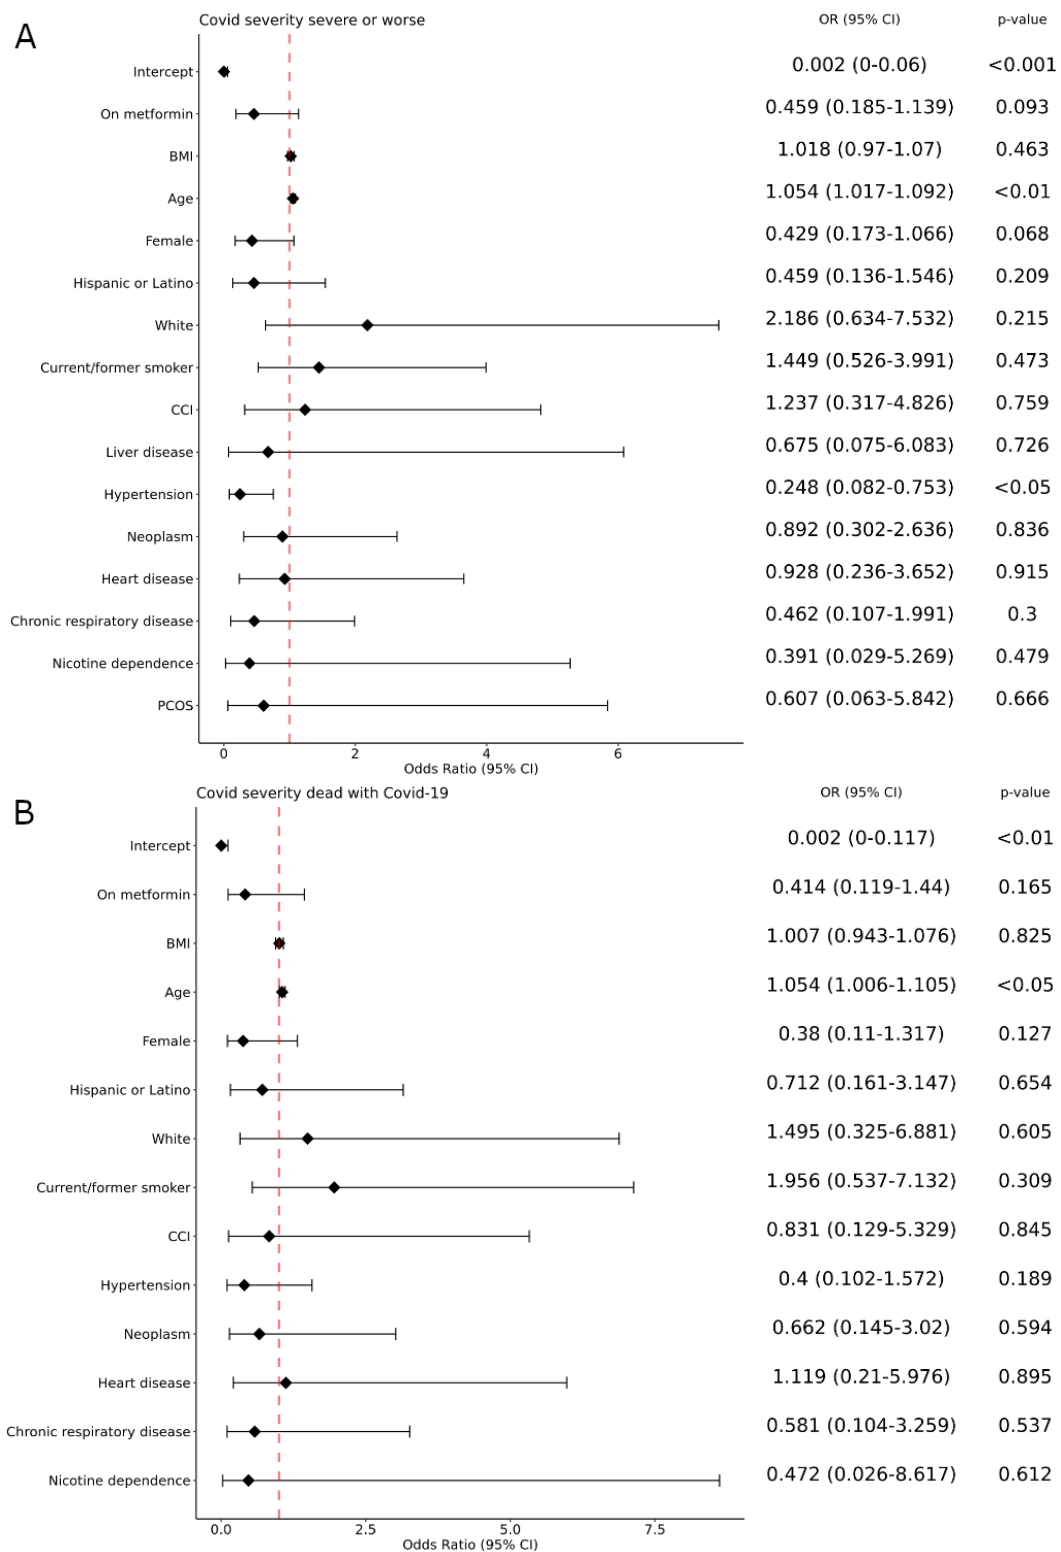 A
Covid severity severe or worse OR (95% CI) p-value
Intercept 0.002 (0-0.06) <0.001
On metformin 0.459 (0.185-1.139) 0.093
BMI 1.018 (0.97-1.07) 0.463
Age 1.054 (1.017-1.092) <0.01
Female 0.429 (0.173-1.066) 0.068
Hispanic or Latino 0.459 (0.136-1.546) 0.209
White 2.186 (0.634-7.532) 0.215
Current/former smoker 1.449 (0.526-3.991) 0.473
CCI 1.237 (0.317-4.826) 0.759
Liver disease 0.675 (0.075-6.083) 0.726
Hypertension 0.248 (0.082-0.753) <0.05
Neoplasm 0.892 (0.302-2.636) 0.836
Heart disease 0.928 (0.236-3.652) 0.915
Chronic respiratory disease 0.462 (0.107-1.991) 0.3
Nicotine dependence 0.391 (0.029-5.269) 0.479
PCOS 0.607 (0.063-5.842) 0.666
0 2 4 6
Odds Ratio (95% CI)
B
Covid severity dead with Covid-19 OR (95% CI) p-value
Intercept 0.002 (0-0.117) <0.01
On metformin 0.414 (0.119-1.44) 0.165
BMI 1.007 (0.943-1.076) 0.825
Age 1.054 (1.006-1.105) <0.05
Female 0.38 (0.11-1.317) 0.127
Hispanic or Latino 0.712 (0.161-3.147) 0.654
White 1.495 (0.325-6.881) 0.605
Current/former smoker 1.956 (0.537-7.132) 0.309
CCI 0.831 (0.129-5.329) 0.845
Hypertension 0.4 (0.102-1.572) 0.189
Neoplasm 0.662 (0.145-3.02) 0.594
Heart disease 1.119 (0.21-5.976) 0.895
Chronic respiratory disease 0.581 (0.104-3.259) 0.537
Nicotine dependence 0.472 (0.026-8.617) 0.612
0.0 2.5 5.0 7.5
Odds Ratio (95% CI)